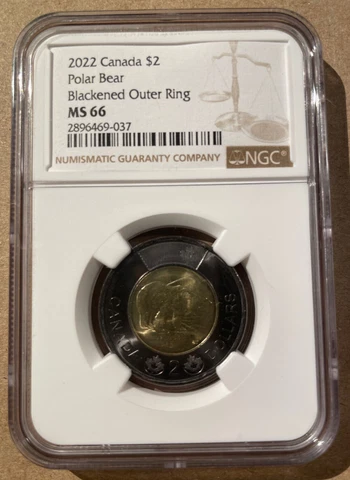 2022 Canada $2
Polar Bear
Blackened Outer Ring
MS 66
2896469-037
NUMISMATIC GUARANTY COMPANY NGC®
CANADA 2 DOLLARS